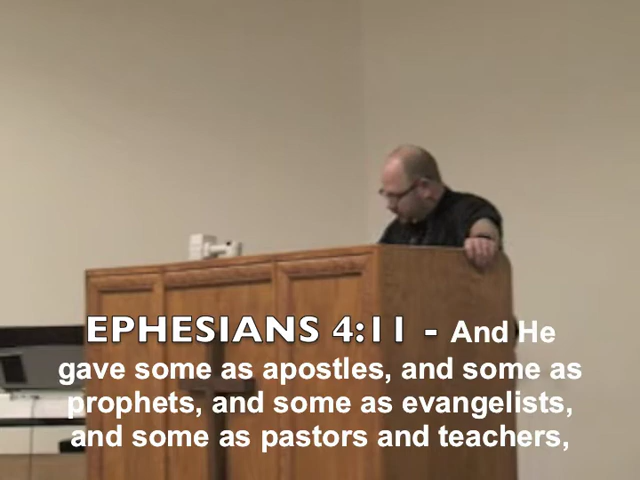 EPHESIANS 4:11 - And He
gave some as apostles, and some as
prophets, and some as evangelists,
and some as pastors and teachers,